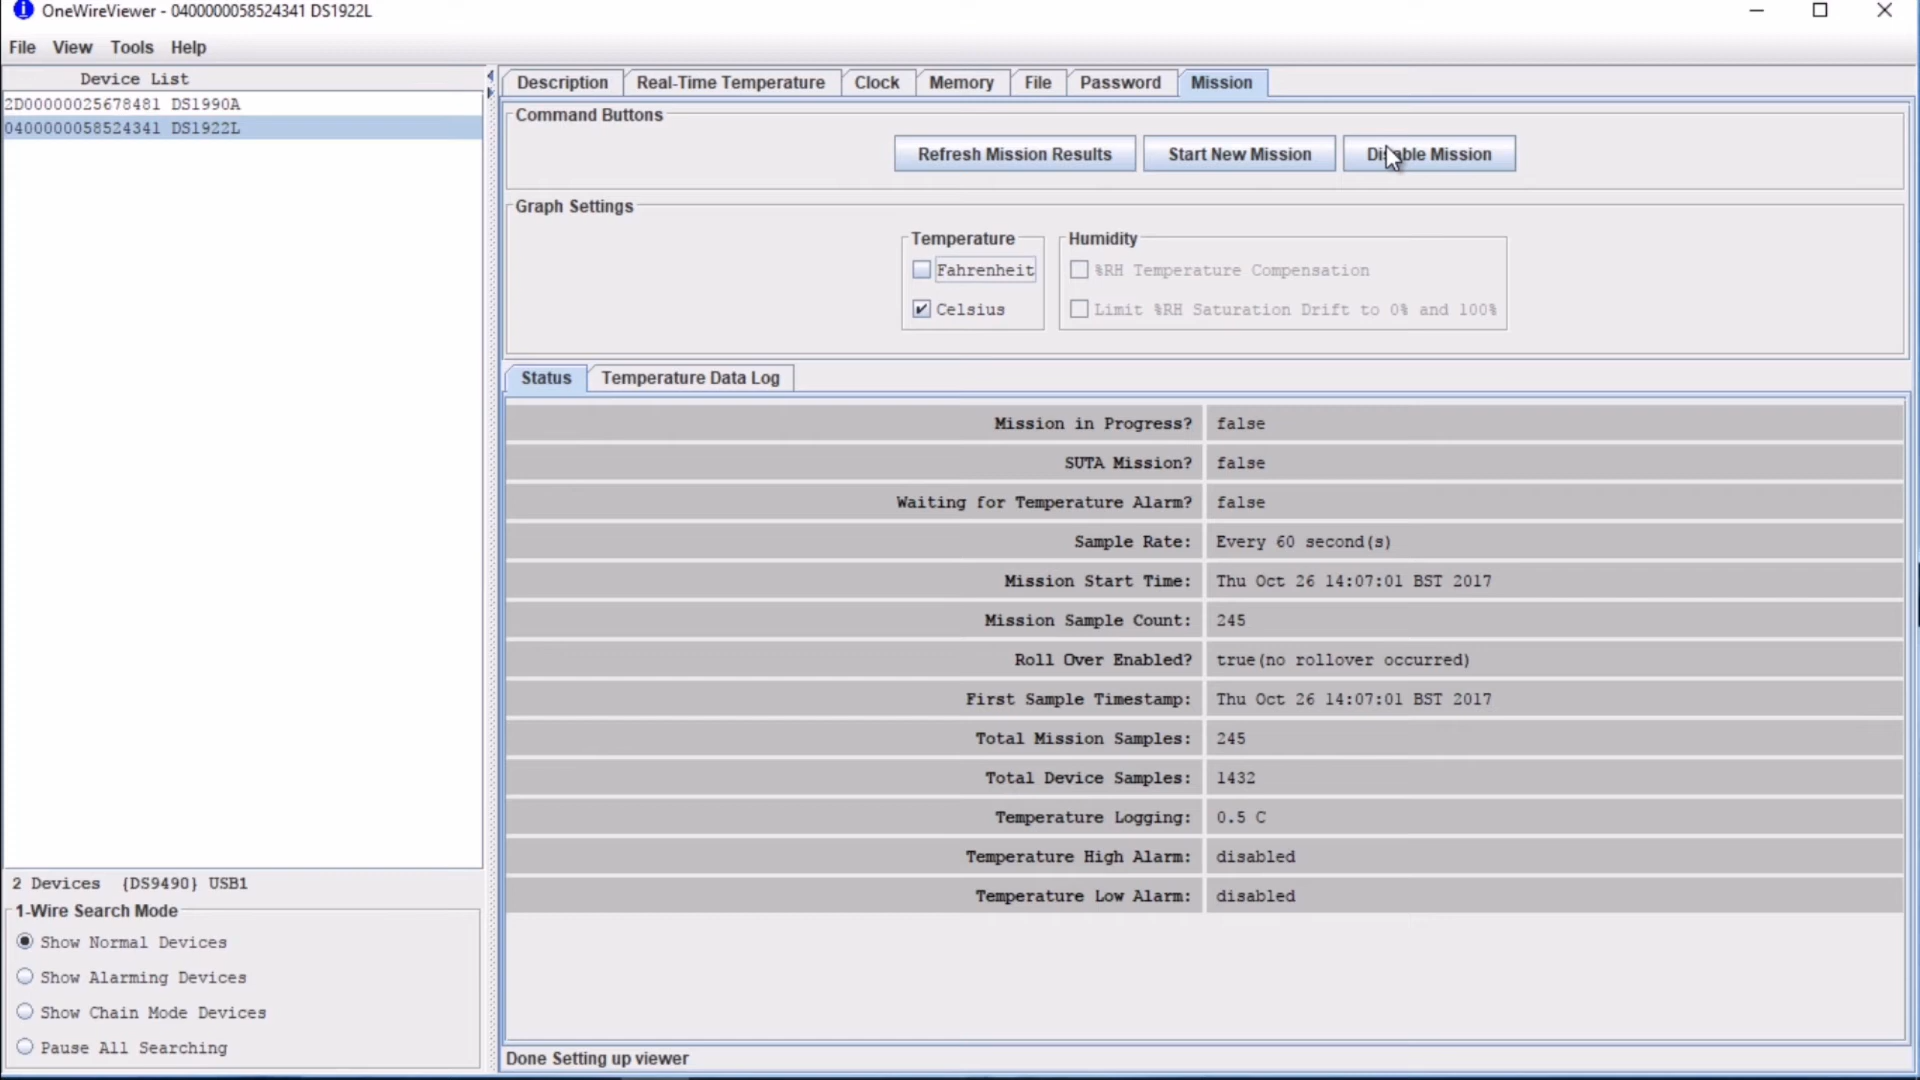 OneWireViewer - 0400000058524341 DS1922L
File View Tools Help
Device List
2D00000025678481 DS1990A
0400000058524341 DS1922L
2 Devices {DS9490} USB1
1-Wire Search Mode
Show Normal Devices
Show Alarming Devices
Show Chain Mode Devices
Pause All Searching
Description Real-Time Temperature Clock Memory File Password Mission
Command Buttons
Refresh Mission Results Start New Mission Disable Mission
Graph Settings
Temperature
Fahrenheit
Celsius
Humidity
%RH Temperature Compensation
Limit %RH Saturation Drift to 0% and 100%
Status Temperature Data Log
Mission in Progress? false
SUTA Mission? false
Waiting for Temperature Alarm? false
Sample Rate: Every 60 second(s)
Mission Start Time: Thu Oct 26 14:07:01 BST 2017
Mission Sample Count: 245
Roll Over Enabled? true(no rollover occurred)
First Sample Timestamp: Thu Oct 26 14:07:01 BST 2017
Total Mission Samples: 245
Total Device Samples: 1432
Temperature Logging: 0.5 C
Temperature High Alarm: disabled
Temperature Low Alarm: disabled
Done Setting up viewer